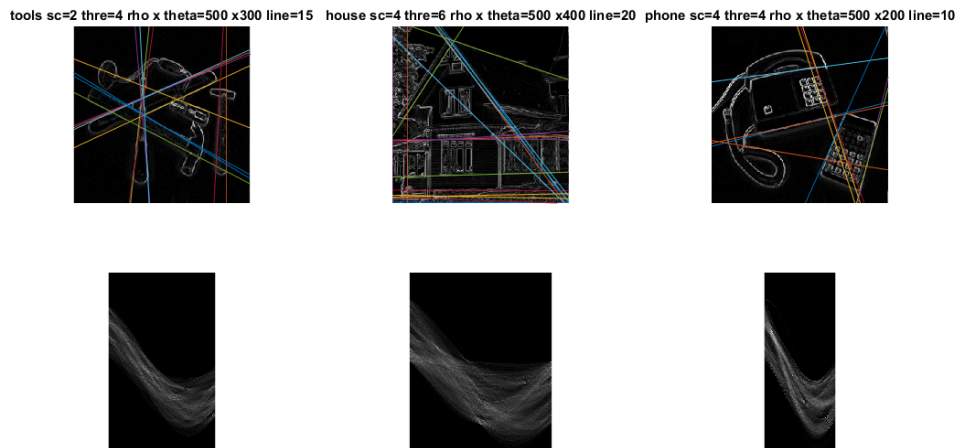 tools sc=2 thre=4 rho x theta=500 x300 line=15
house sc=4 thre=6 rho x theta=500 x400 line=20
phone sc=4 thre=4 rho x theta=500 x200 line=10